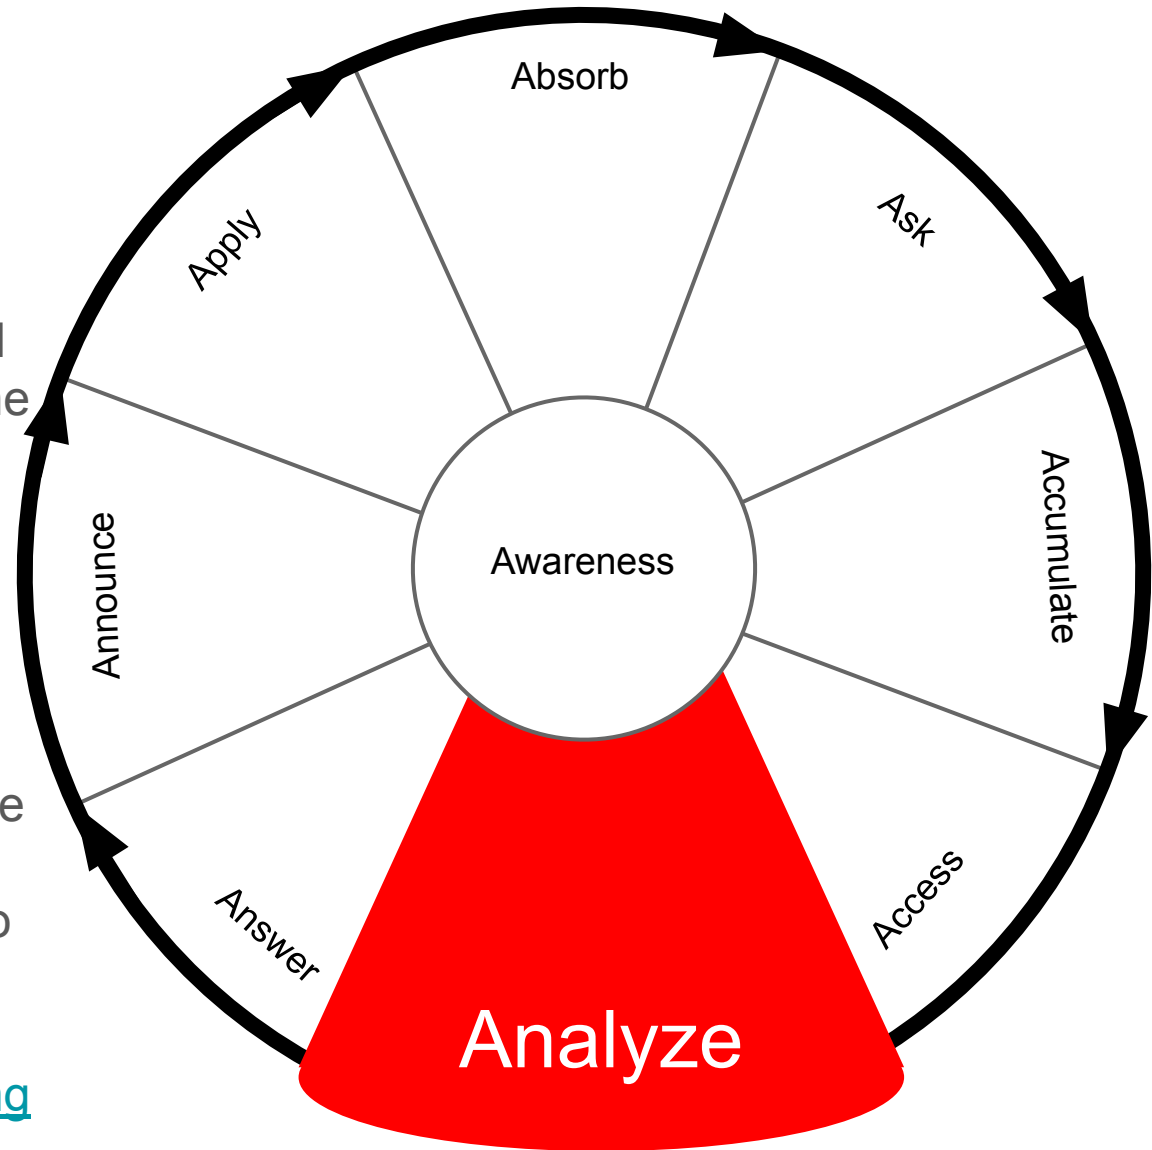 Absorb
Ask
Apply
Accumulate
Awareness
Announce
Access
Answer
Analyze